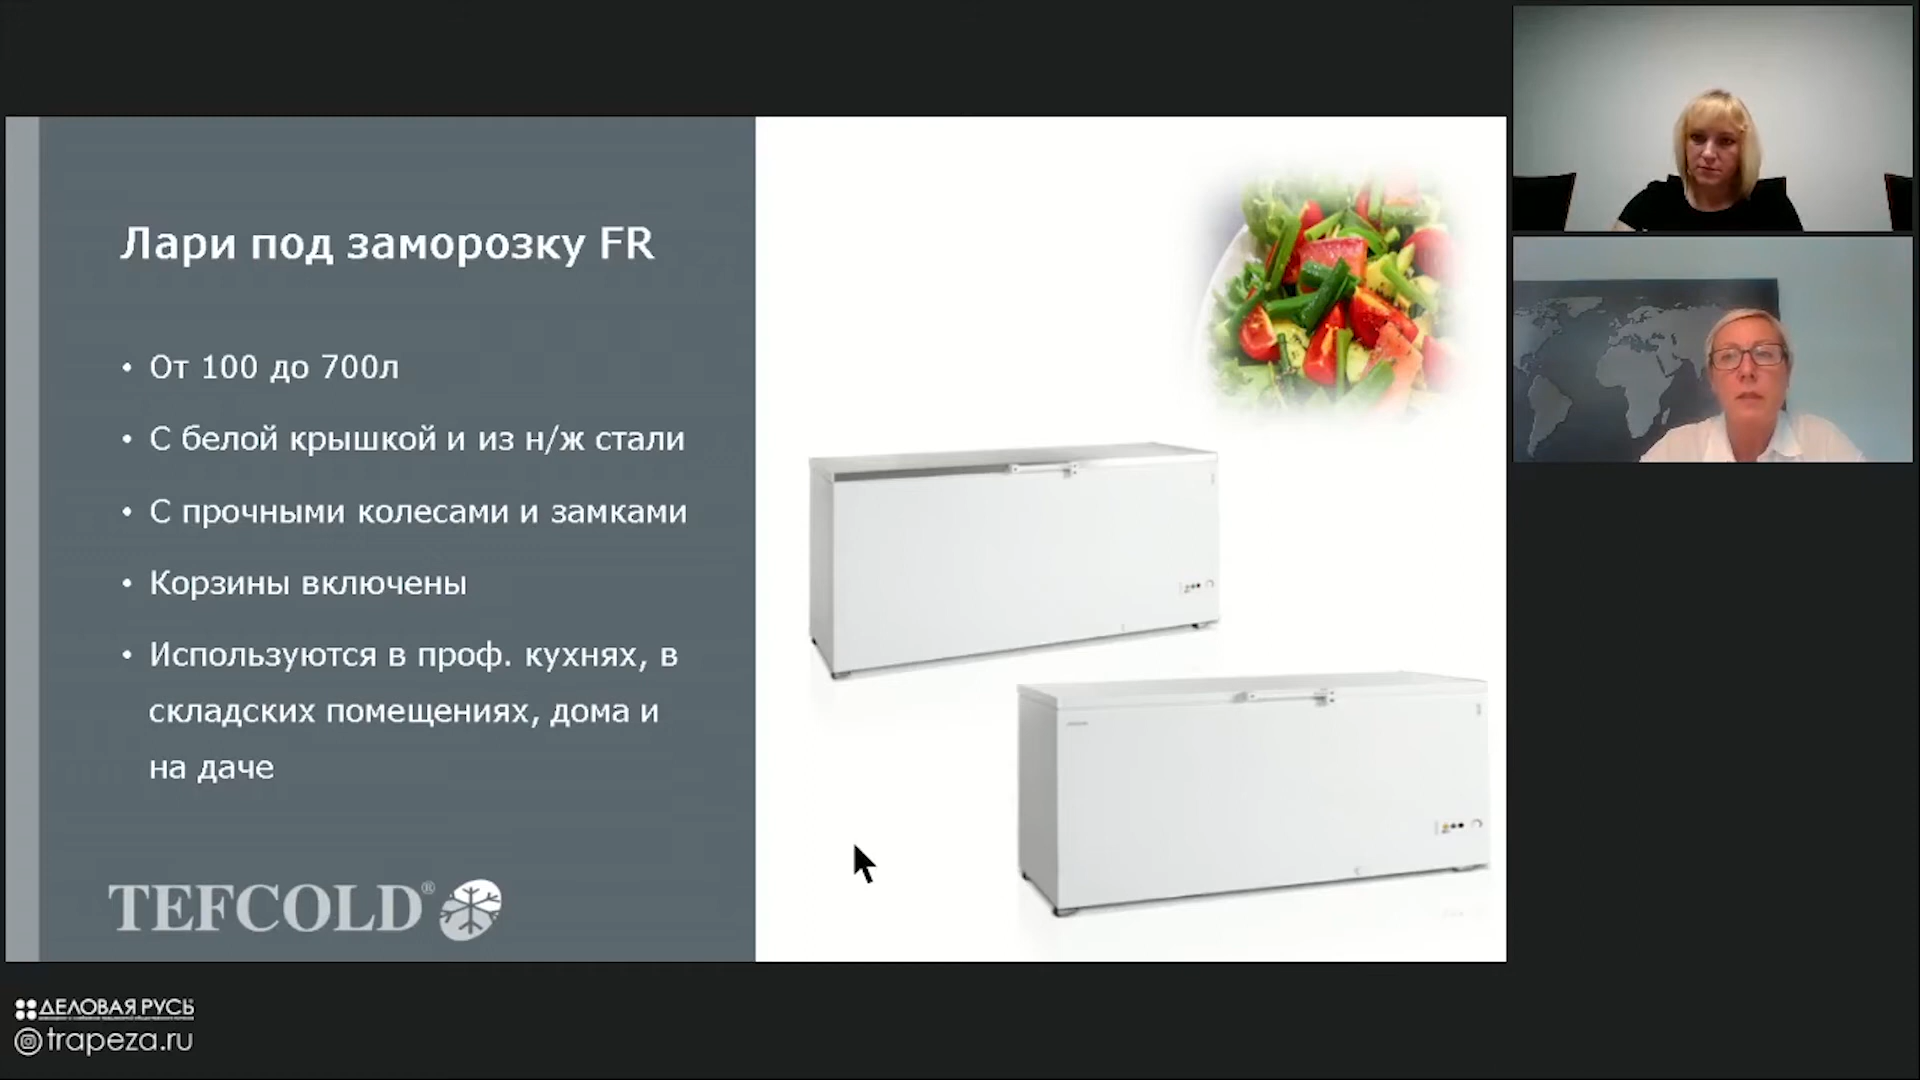 Лари под заморозку FR
• От 100 до 700л
• С белой крышкой и из н/ж стали
• С прочными колесами и замками
• Корзины включены
• Используются в проф. кухнях, в
складских помещениях, дома и
на даче
TEFCOLD®
ДЕЛОВАЯ РУСЬ
trapeza.ru